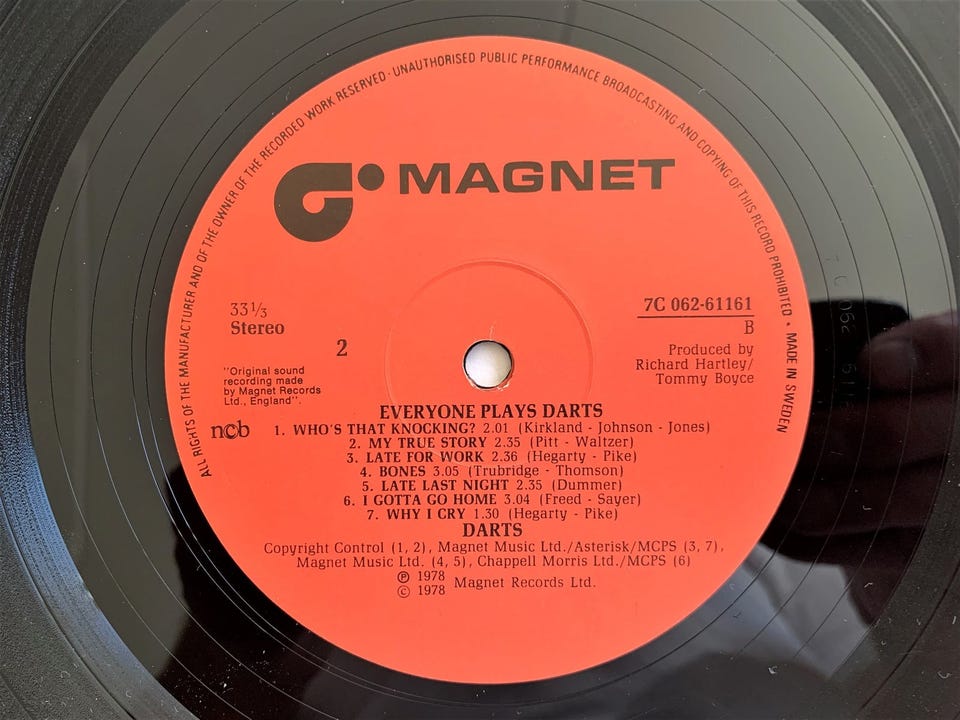 ALL RIGHTS OF THE MANUFACTURER AND OF THE OWNER OF THE RECORDED WORK RESERVED · UNAUTHORISED PUBLIC PERFORMANCE BROADCASTING AND COPYING OF THIS RECORD PROHIBITED • MADE IN SWEDEN
MAGNET
33 1/3
Stereo
2
"Original sound
recording made
by Magnet Records
Ltd., England".
ncb
7C 062-61161
B
Produced by
Richard Hartley/
Tommy Boyce
EVERYONE PLAYS DARTS
1. WHO'S THAT KNOCKING? 2.01 (Kirkland - Johnson - Jones)
2. MY TRUE STORY 2.35 (Pitt - Waltzer)
3. LATE FOR WORK 2.36 (Hegarty - Pike)
4. BONES 3.05 (Trubridge - Thomson)
5. LATE LAST NIGHT 2.35 (Dummer)
6. I GOTTA GO HOME 3.04 (Freed - Sayer)
7. WHY I CRY 1.30 (Hegarty - Pike)
DARTS
Copyright Control (1, 2), Magnet Music Ltd./Asterisk/MCPS (3, 7),
Magnet Music Ltd. (4, 5), Chappell Morris Ltd./MCPS (6)
Ⓟ 1978
© 1978 Magnet Records Ltd.